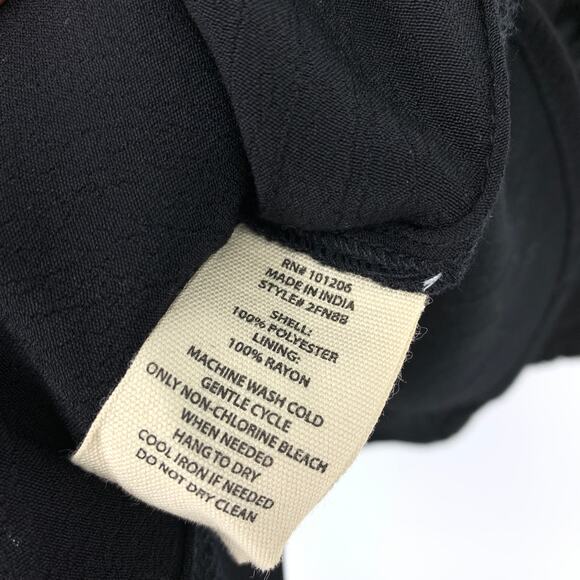 RN# 101206
MADE IN INDIA
STYLE# 2FN68
SHELL:
100% POLYESTER
LINING:
100% RAYON
MACHINE WASH COLD
GENTLE CYCLE
ONLY NON-CHLORINE BLEACH
WHEN NEEDED
HANG TO DRY
COOL IRON IF NEEDED
DO NOT DRY CLEAN